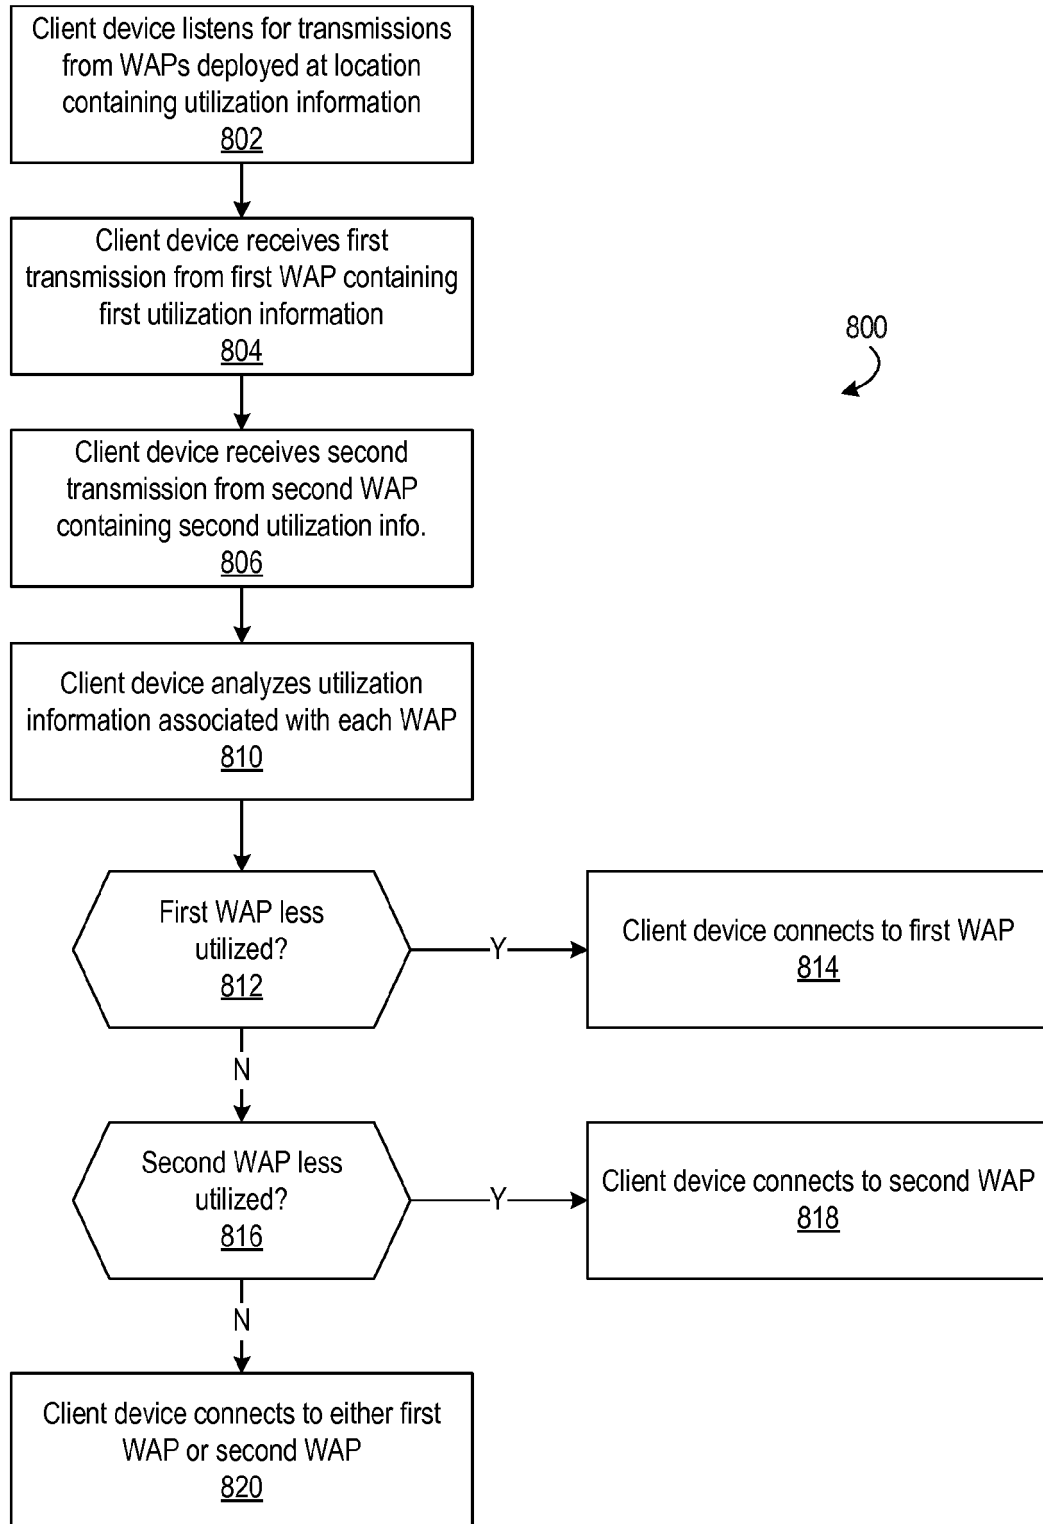 Client device listens for transmissions
from WAPs deployed at location
containing utilization information
802
Client device receives first
transmission from first WAP containing
first utilization information
804
800
Client device receives second
transmission from second WAP
containing second utilization info.
806
Client device analyzes utilization
information associated with each WAP
810
First WAP less
utilized?
812
Y
Client device connects to first WAP
814
N
Second WAP less
utilized?
816
Y
Client device connects to second WAP
818
N
Client device connects to either first
WAP or second WAP
820